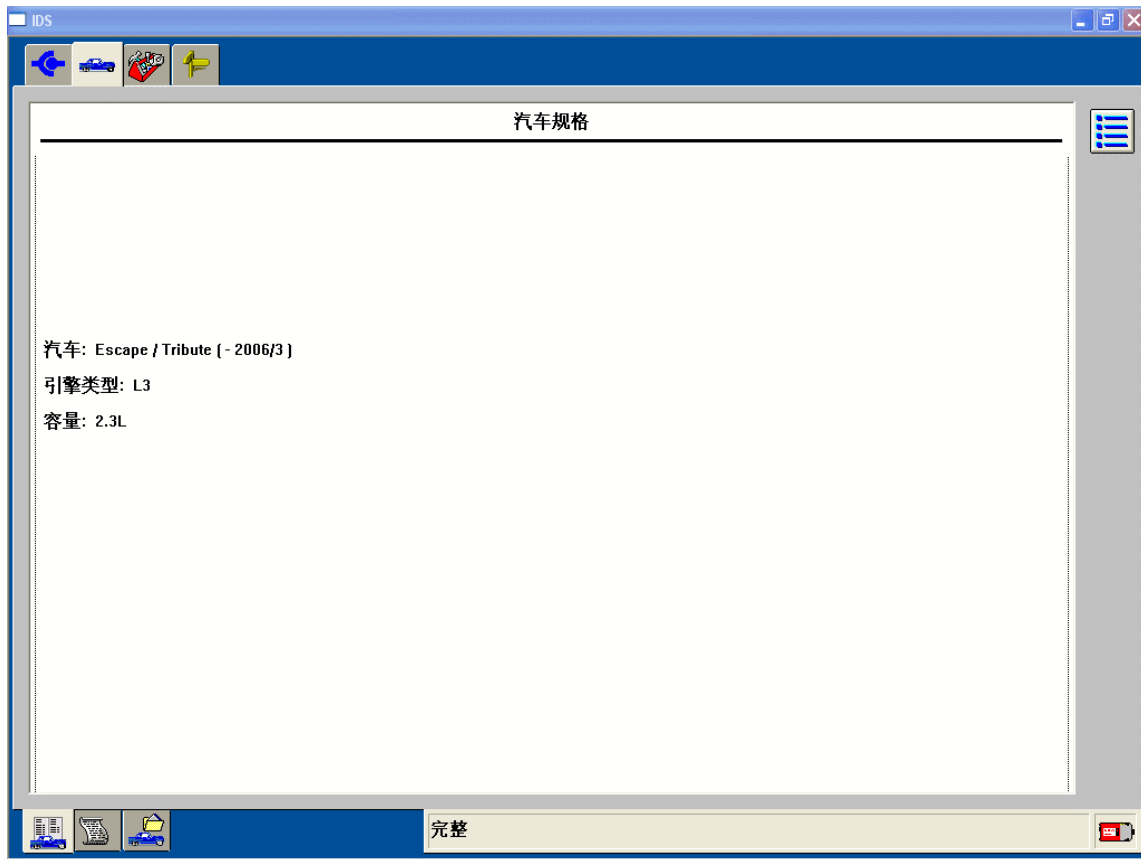 IDS
汽车规格
汽车: Escape / Tribute ( - 2006/3 )
引擎类型: L3
容量: 2.3L
完整